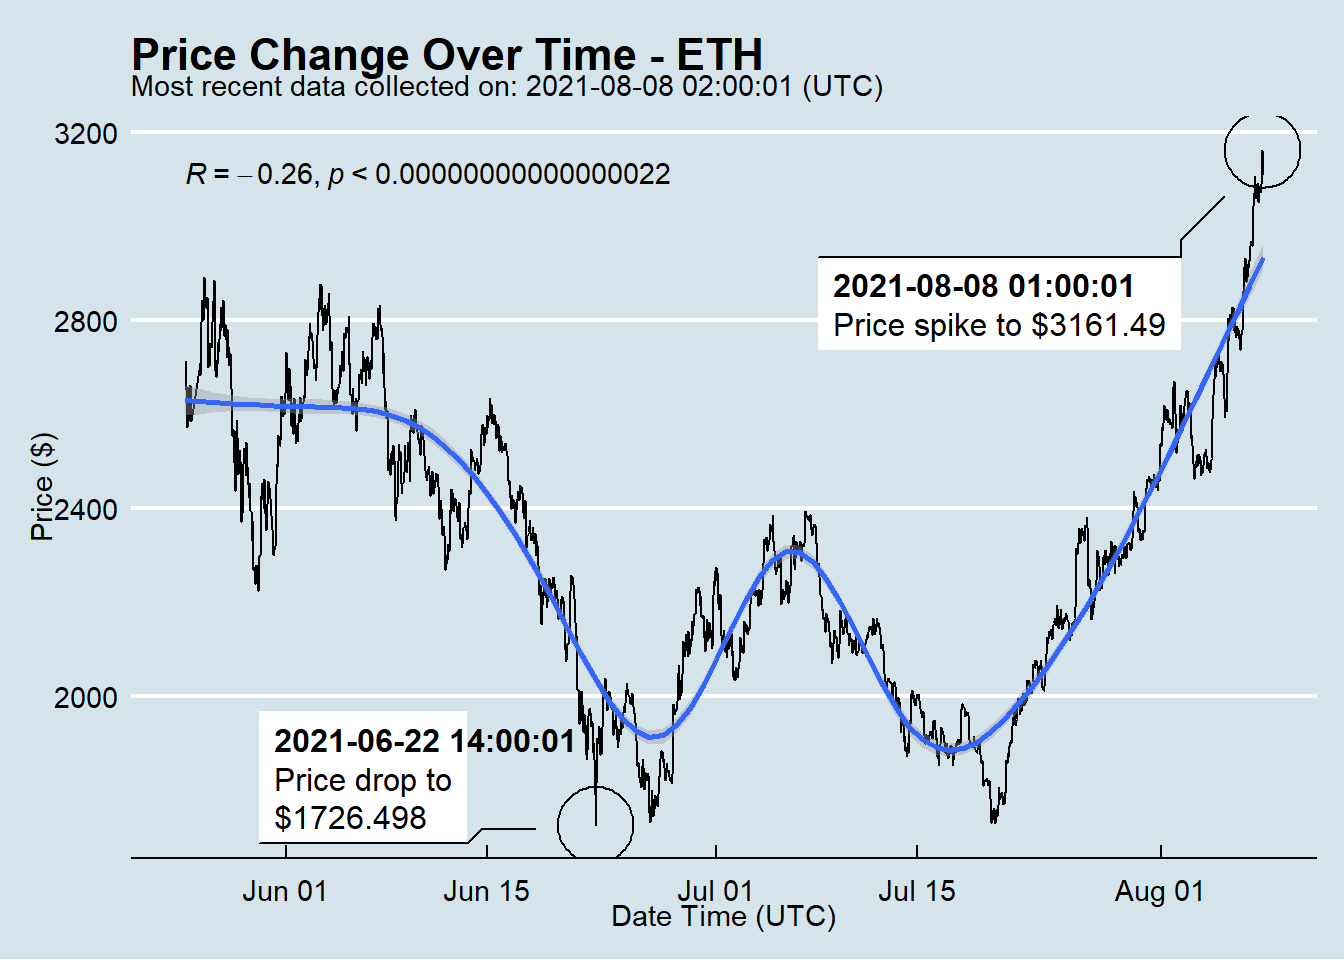 Price Change Over Time - ETH
Most recent data collected on: 2021-08-08 02:00:01 (UTC)
3200
R = −0.26, p < 0.00000000000000022
2021-08-08 01:00:01
Price spike to $3161.49
2800
Price ($)
2400
2000
2021-06-22 14:00:01
Price drop to
$1726.498
Jun 01 Jun 15 Jul 01 Jul 15 Aug 01
Date Time (UTC)